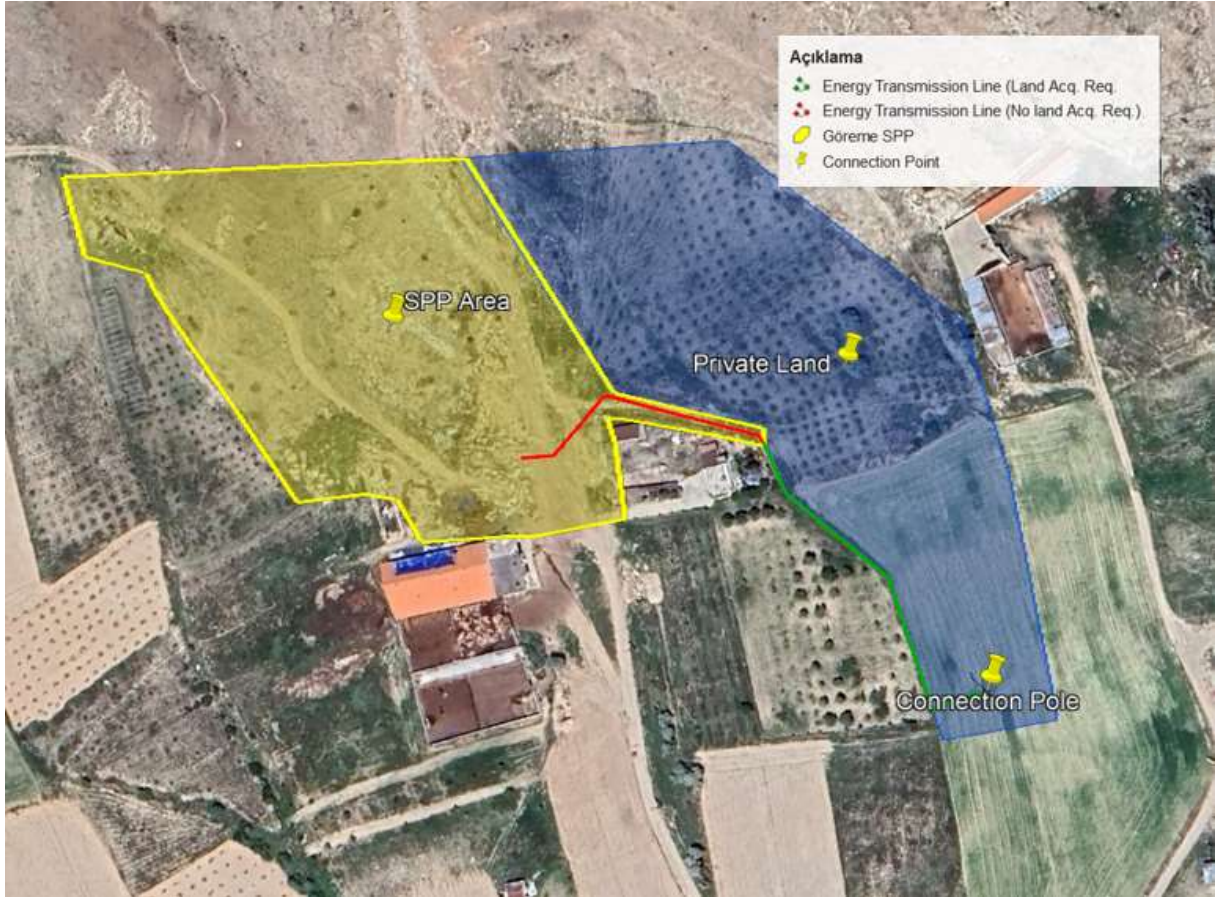 Açıklama
Energy Transmission Line (Land Acq. Req.
Energy Transmission Line (No land Acq. Req.)
Göreme SPP
Connection Point
SPP Area
Private Land
Connection Pole